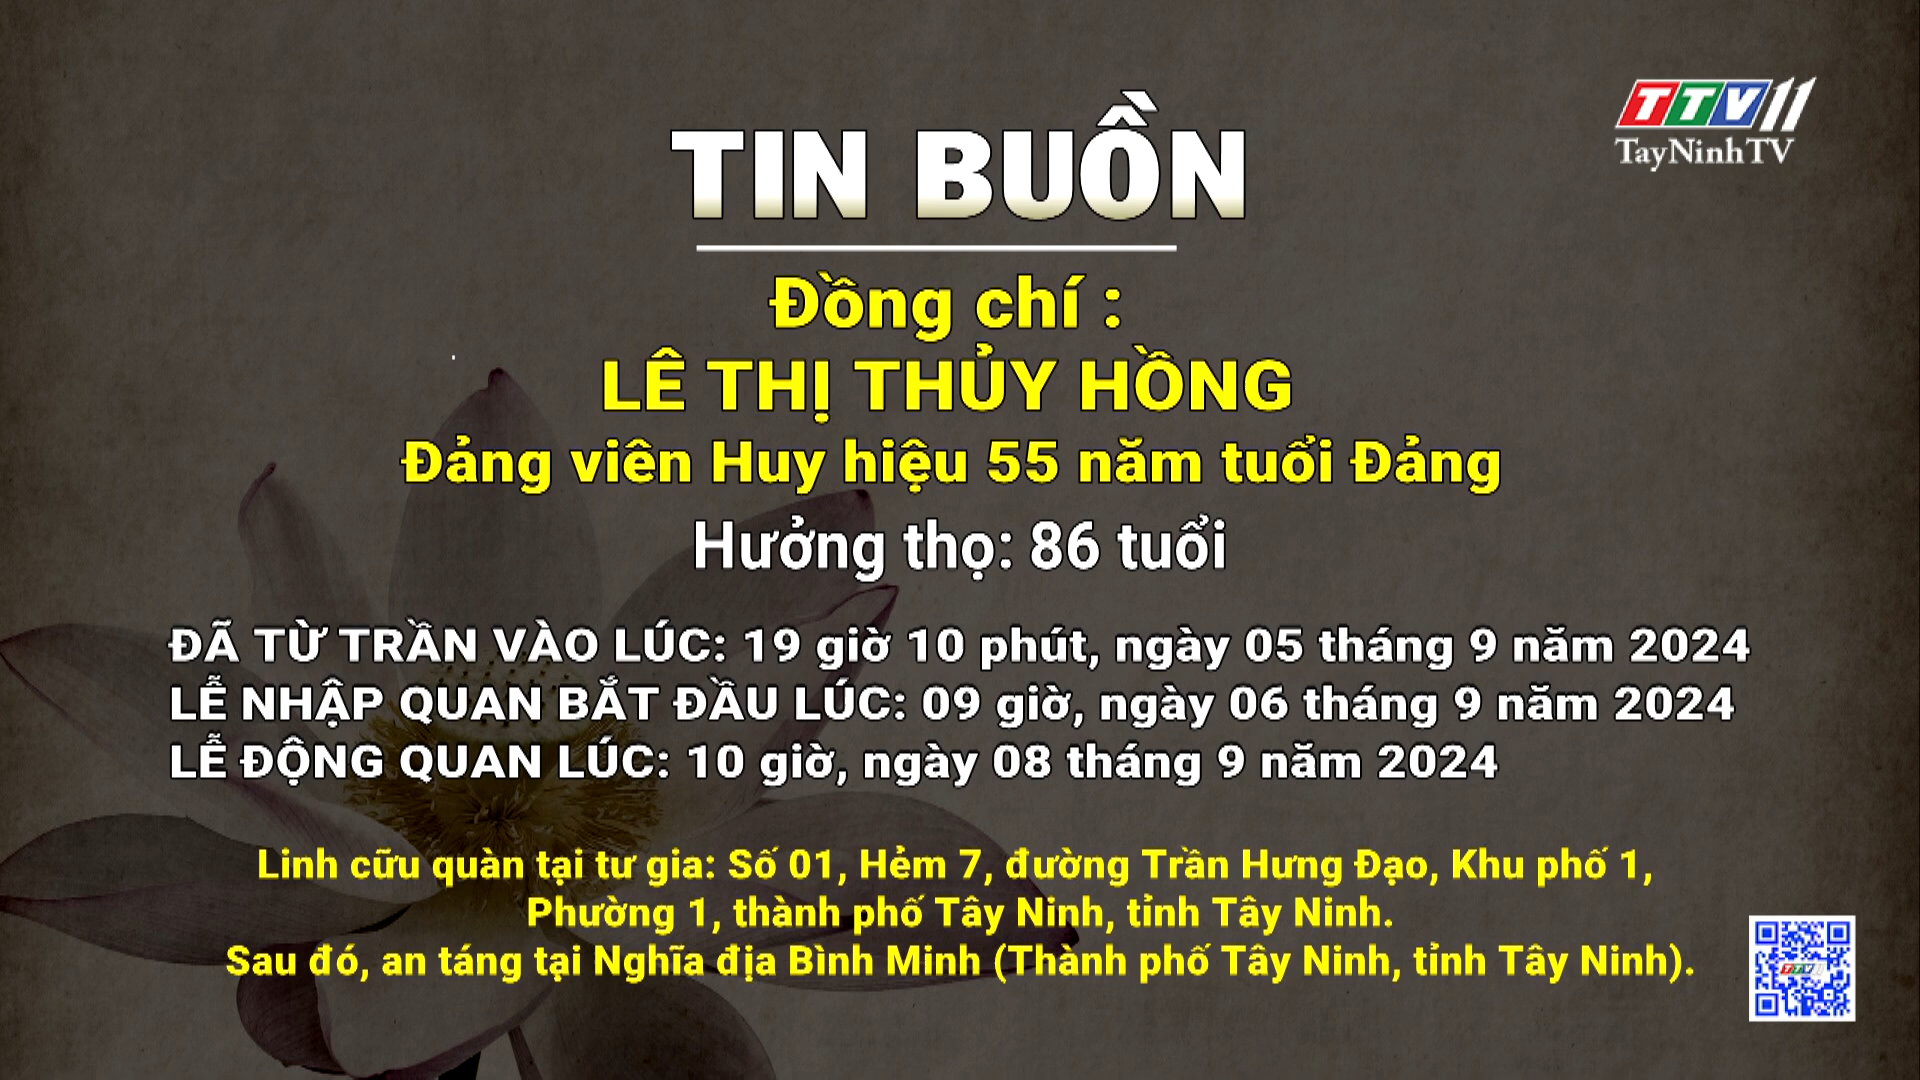 TTV11
TayNinhTV
TIN BUỒN
Đồng chí :
LÊ THỊ THỦY HỒNG
Đảng viên Huy hiệu 55 năm tuổi Đảng
Hưởng thọ: 86 tuổi
ĐÃ TỪ TRẦN VÀO LÚC: 19 giờ 10 phút, ngày 05 tháng 9 năm 2024
LỄ NHẬP QUAN BẮT ĐẦU LÚC: 09 giờ, ngày 06 tháng 9 năm 2024
LỄ ĐỘNG QUAN LÚC: 10 giờ, ngày 08 tháng 9 năm 2024
Linh cữu quàn tại tư gia: Số 01, Hẻm 7, đường Trần Hưng Đạo, Khu phố 1,
Phường 1, thành phố Tây Ninh, tỉnh Tây Ninh.
Sau đó, an táng tại Nghĩa địa Bình Minh (Thành phố Tây Ninh, tỉnh Tây Ninh).
TTV11